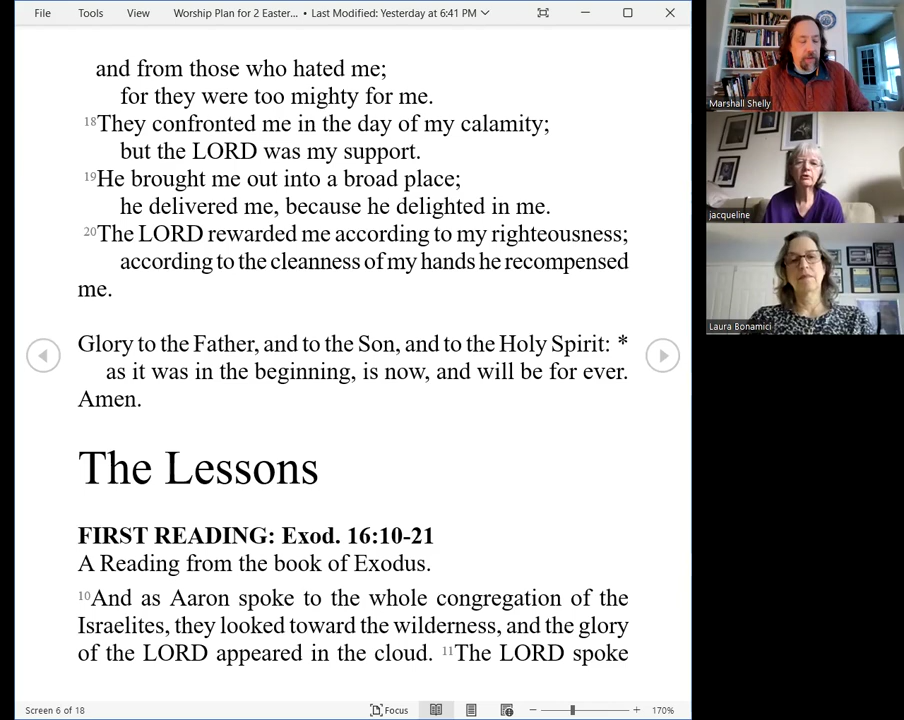 File Tools View Worship Plan for 2 Easter... • Last Modified: Yesterday at 6:41 PM
and from those who hated me;
for they were too mighty for me.
18They confronted me in the day of my calamity;
but the LORD was my support.
19He brought me out into a broad place;
he delivered me, because he delighted in me.
20The LORD rewarded me according to my righteousness;
according to the cleanness of my hands he recompensed
me.
Glory to the Father, and to the Son, and to the Holy Spirit: *
as it was in the beginning, is now, and will be for ever.
Amen.
The Lessons
FIRST READING: Exod. 16:10-21
A Reading from the book of Exodus.
10And as Aaron spoke to the whole congregation of the
Israelites, they looked toward the wilderness, and the glory
of the LORD appeared in the cloud. 11The LORD spoke
Screen 6 of 18 Focus 170%
Marshall Shelly
jacqueline
Laura Bonamici